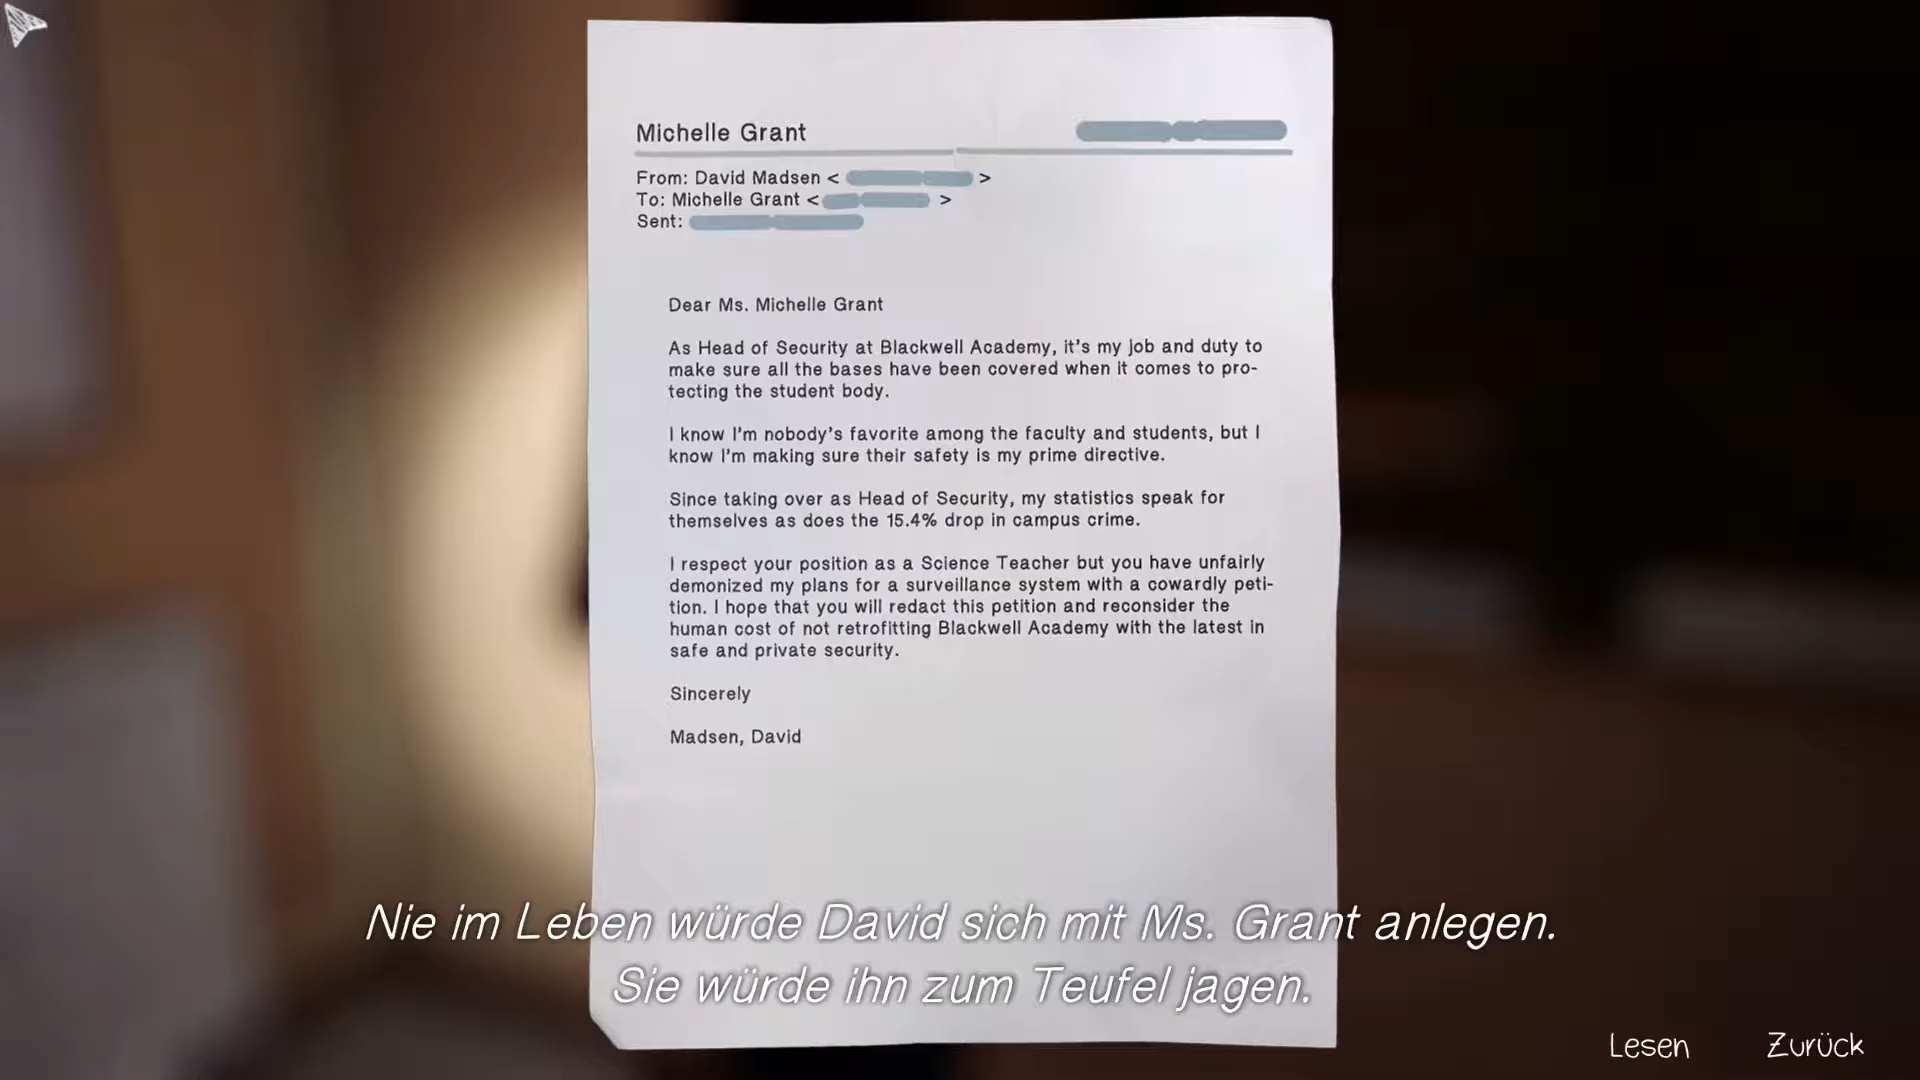 Michelle Grant
From: David Madsen < >
To: Michelle Grant < >
Sent:
Dear Ms. Michelle Grant
As Head of Security at Blackwell Academy, it's my job and duty to
make sure all the bases have been covered when it comes to pro-
tecting the student body.
I know I'm nobody's favorite among the faculty and students, but I
know I'm making sure their safety is my prime directive.
Since taking over as Head of Security, my statistics speak for
themselves as does the 15.4% drop in campus crime.
I respect your position as a Science Teacher but you have unfairly
demonized my plans for a surveillance system with a cowardly peti-
tion. I hope that you will redact this petition and reconsider the
human cost of not retrofitting Blackwell Academy with the latest in
safe and private security.
Sincerely
Madsen, David
Nie im Leben würde David sich mit Ms. Grant anlegen.
Sie würde ihn zum Teufel jagen.
Lesen Zurück